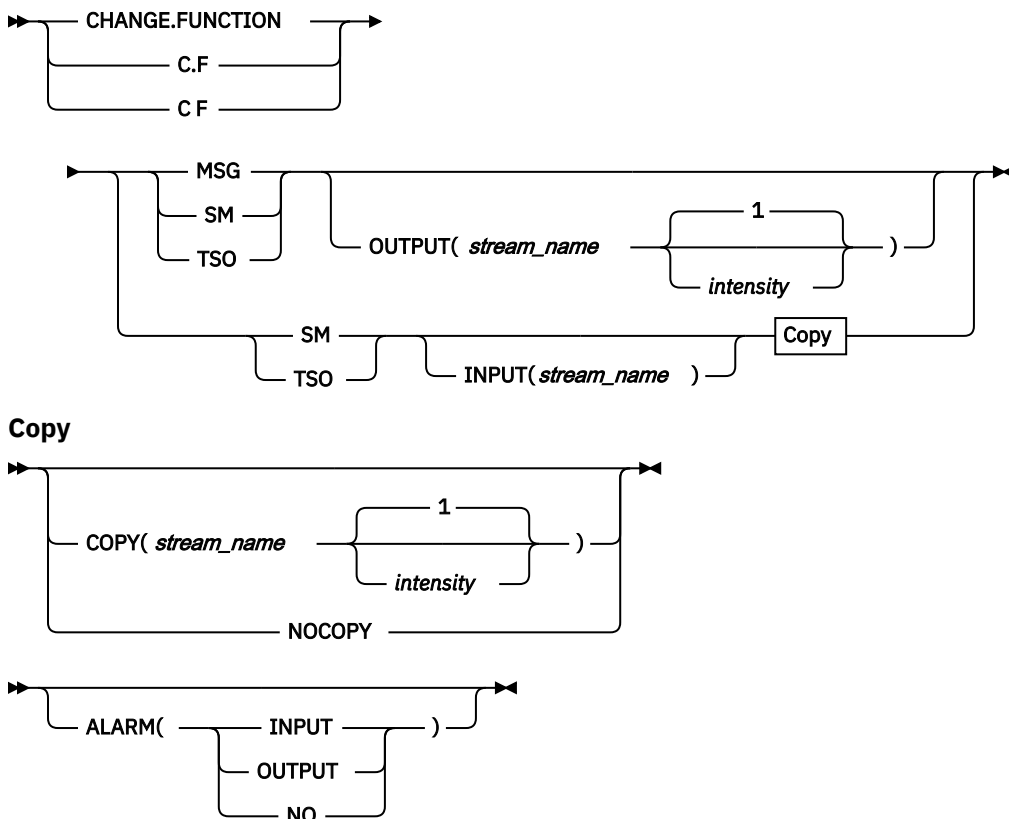 CHANGE.FUNCTION
C.F
C F
MSG
SM
TSO
OUTPUT( stream_name 1 intensity )
SM
TSO
INPUT( stream_name )
Copy
Copy
COPY( stream_name 1 intensity )
NOCOPY
ALARM( INPUT )
OUTPUT
NO